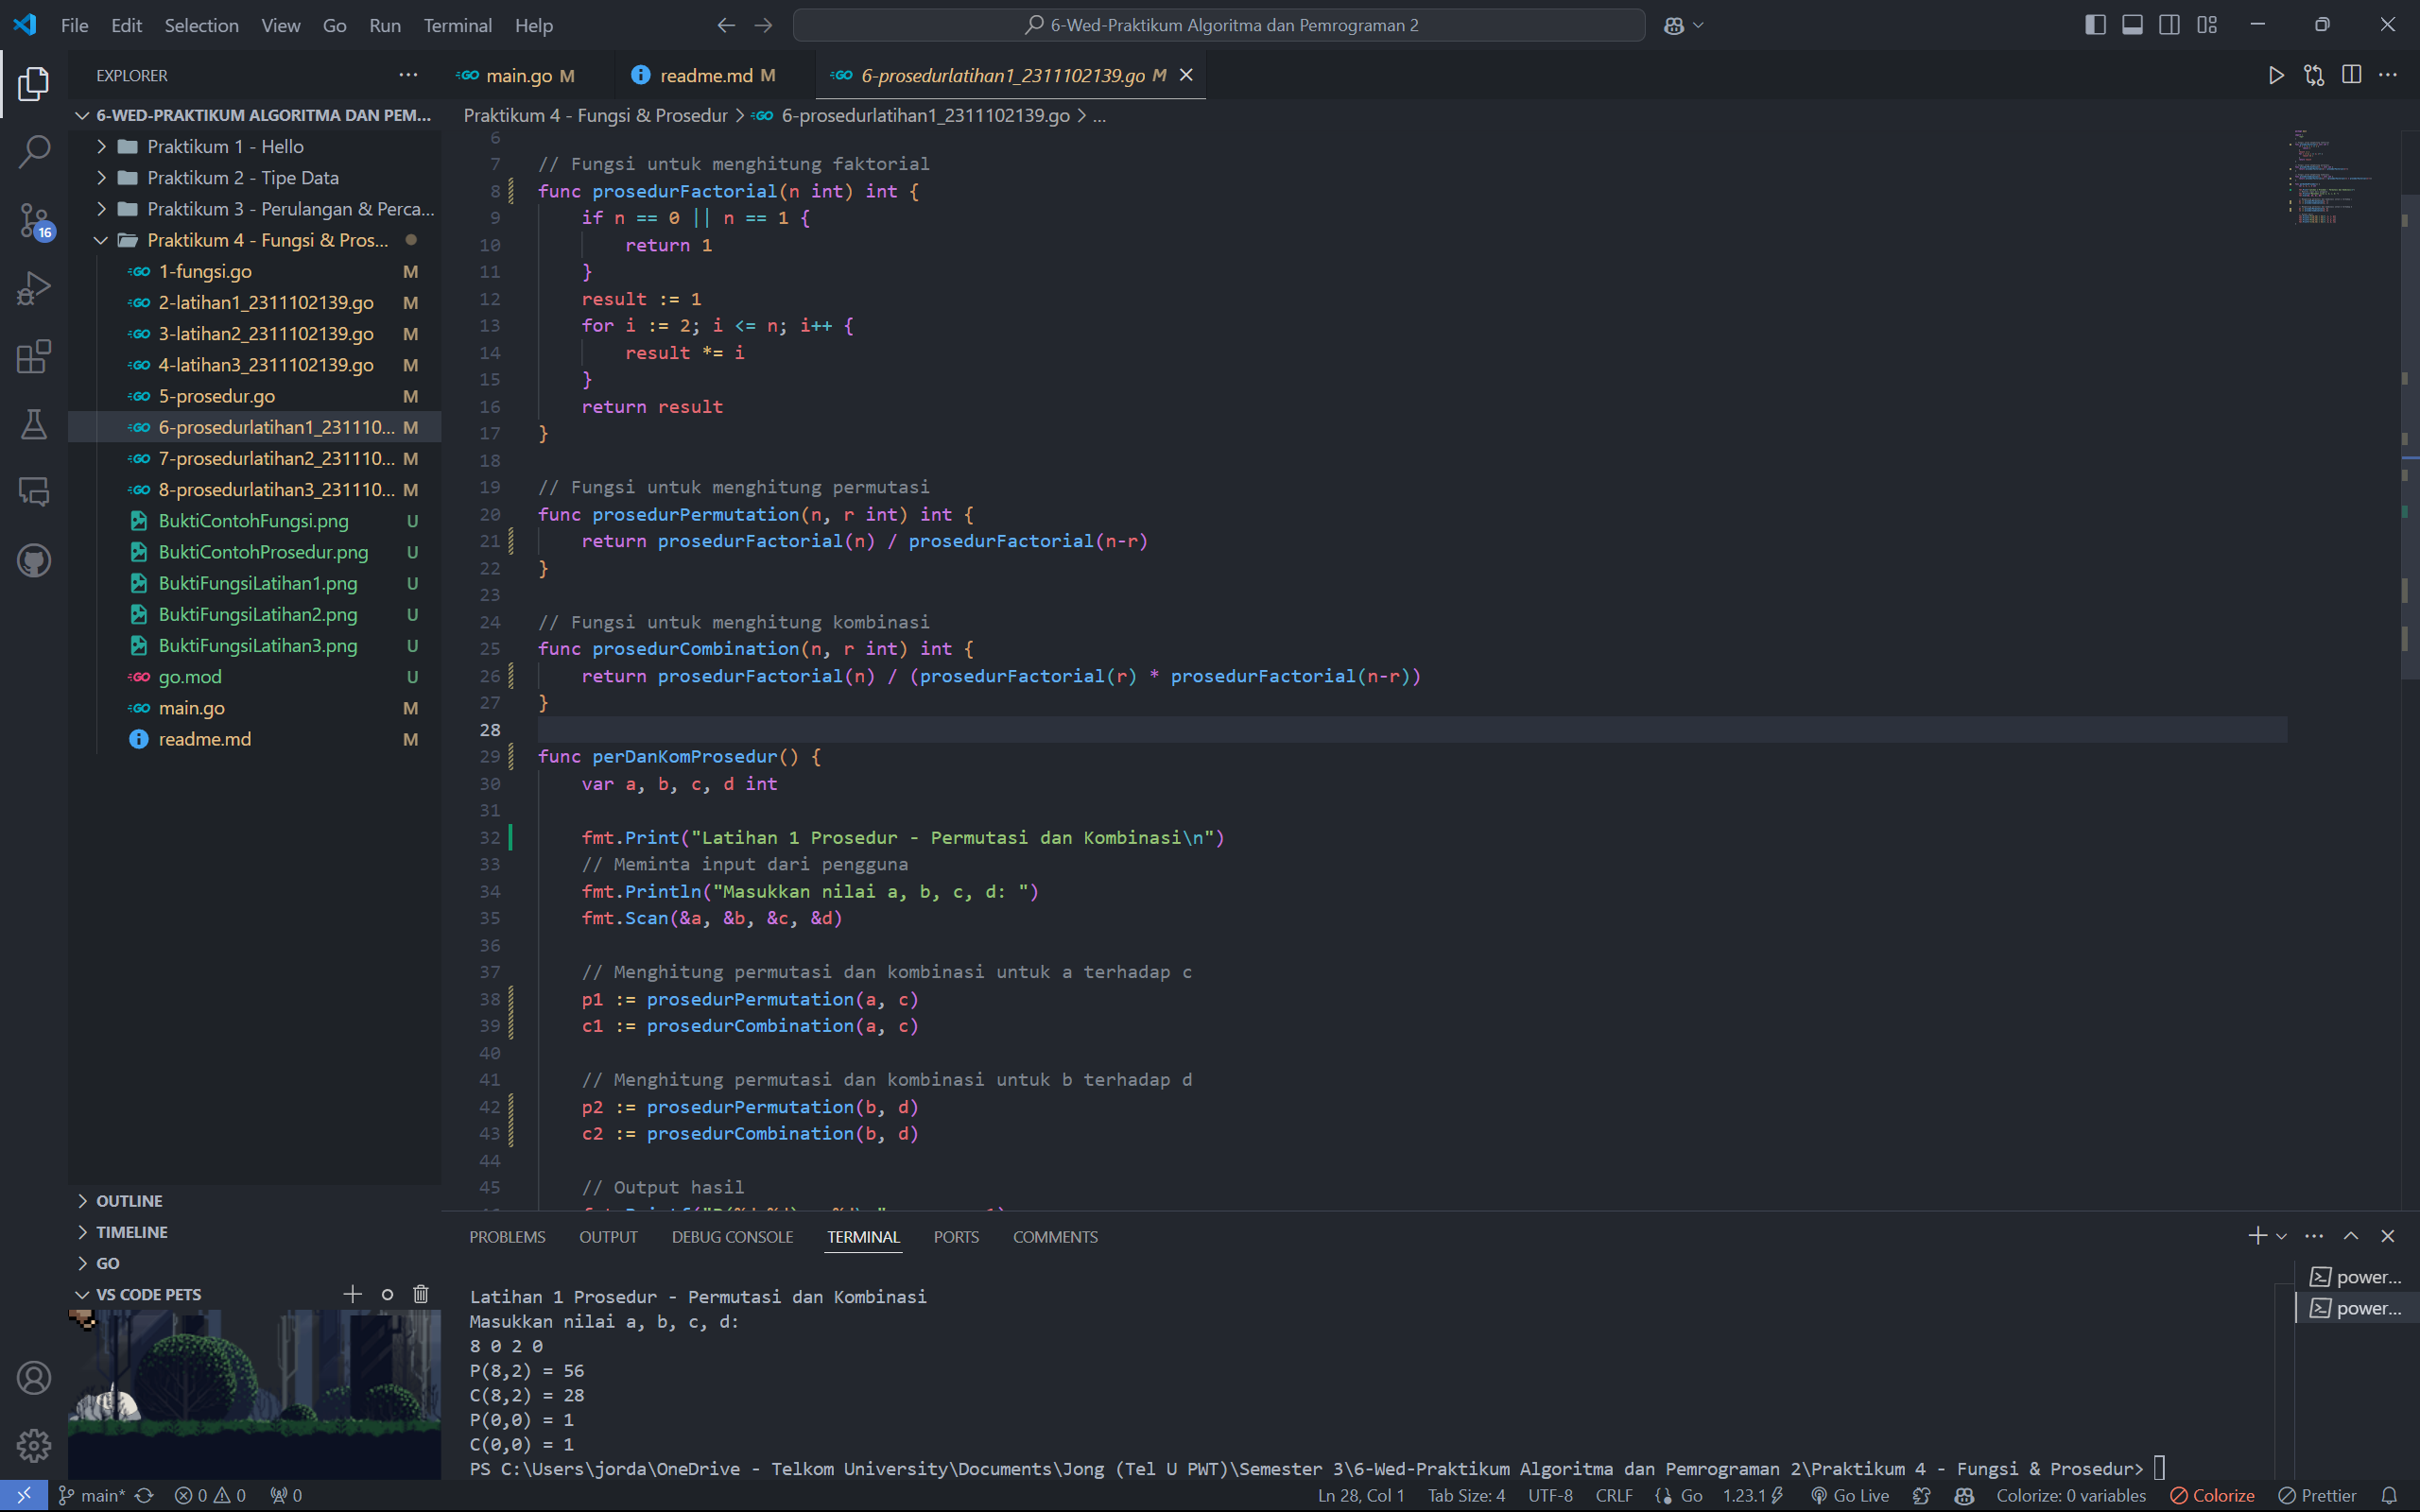 File Edit Selection View Go Run Terminal Help
6-Wed-Praktikum Algoritma dan Pemrograman 2
EXPLORER
6-WED-PRAKTIKUM ALGORITMA DAN PEM...
Praktikum 1 - Hello
Praktikum 2 - Tipe Data
Praktikum 3 - Perulangan & Perca...
Praktikum 4 - Fungsi & Pros...
1-fungsi.go M
2-latihan1_2311102139.go M
3-latihan2_2311102139.go M
4-latihan3_2311102139.go M
5-prosedur.go M
6-prosedurlatihan1_231110... M
7-prosedurlatihan2_231110... M
8-prosedurlatihan3_231110... M
BuktiContohFungsi.png U
BuktiContohProsedur.png U
BuktiFungsiLatihan1.png U
BuktiFungsiLatihan2.png U
BuktiFungsiLatihan3.png U
go.mod U
main.go M
readme.md M
16
OUTLINE
TIMELINE
GO
VS CODE PETS
main.go M readme.md M 6-prosedurlatihan1_2311102139.go M
Praktikum 4 - Fungsi & Prosedur > 6-prosedurlatihan1_2311102139.go > ...
6
7 // Fungsi untuk menghitung faktorial
8 func prosedurFactorial(n int) int {
9 if n == 0 || n == 1 {
10 return 1
11 }
12 result := 1
13 for i := 2; i <= n; i++ {
14 result *= i
15 }
16 return result
17 }
18
19 // Fungsi untuk menghitung permutasi
20 func prosedurPermutation(n, r int) int {
21 return prosedurFactorial(n) / prosedurFactorial(n-r)
22 }
23
24 // Fungsi untuk menghitung kombinasi
25 func prosedurCombination(n, r int) int {
26 return prosedurFactorial(n) / (prosedurFactorial(r) * prosedurFactorial(n-r))
27 }
28
29 func perDanKomProsedur() {
30 var a, b, c, d int
31
32 fmt.Print("Latihan 1 Prosedur - Permutasi dan Kombinasi\n")
33 // Meminta input dari pengguna
34 fmt.Println("Masukkan nilai a, b, c, d: ")
35 fmt.Scan(&a, &b, &c, &d)
36
37 // Menghitung permutasi dan kombinasi untuk a terhadap c
38 p1 := prosedurPermutation(a, c)
39 c1 := prosedurCombination(a, c)
40
41 // Menghitung permutasi dan kombinasi untuk b terhadap d
42 p2 := prosedurPermutation(b, d)
43 c2 := prosedurCombination(b, d)
44
45 // Output hasil
PROBLEMS OUTPUT DEBUG CONSOLE TERMINAL PORTS COMMENTS
Latihan 1 Prosedur - Permutasi dan Kombinasi
Masukkan nilai a, b, c, d:
8 0 2 0
P(8,2) = 56
C(8,2) = 28
P(0,0) = 1
C(0,0) = 1
PS C:\Users\jorda\OneDrive - Telkom University\Documents\Jong (Tel U PWT)\Semester 3\6-Wed-Praktikum Algoritma dan Pemrograman 2\Praktikum 4 - Fungsi & Prosedur>
power...
power...
main* 0 0 0 Ln 28, Col 1 Tab Size: 4 UTF-8 CRLF Go 1.23.1 Go Live Colorize: 0 variables Colorize Prettier